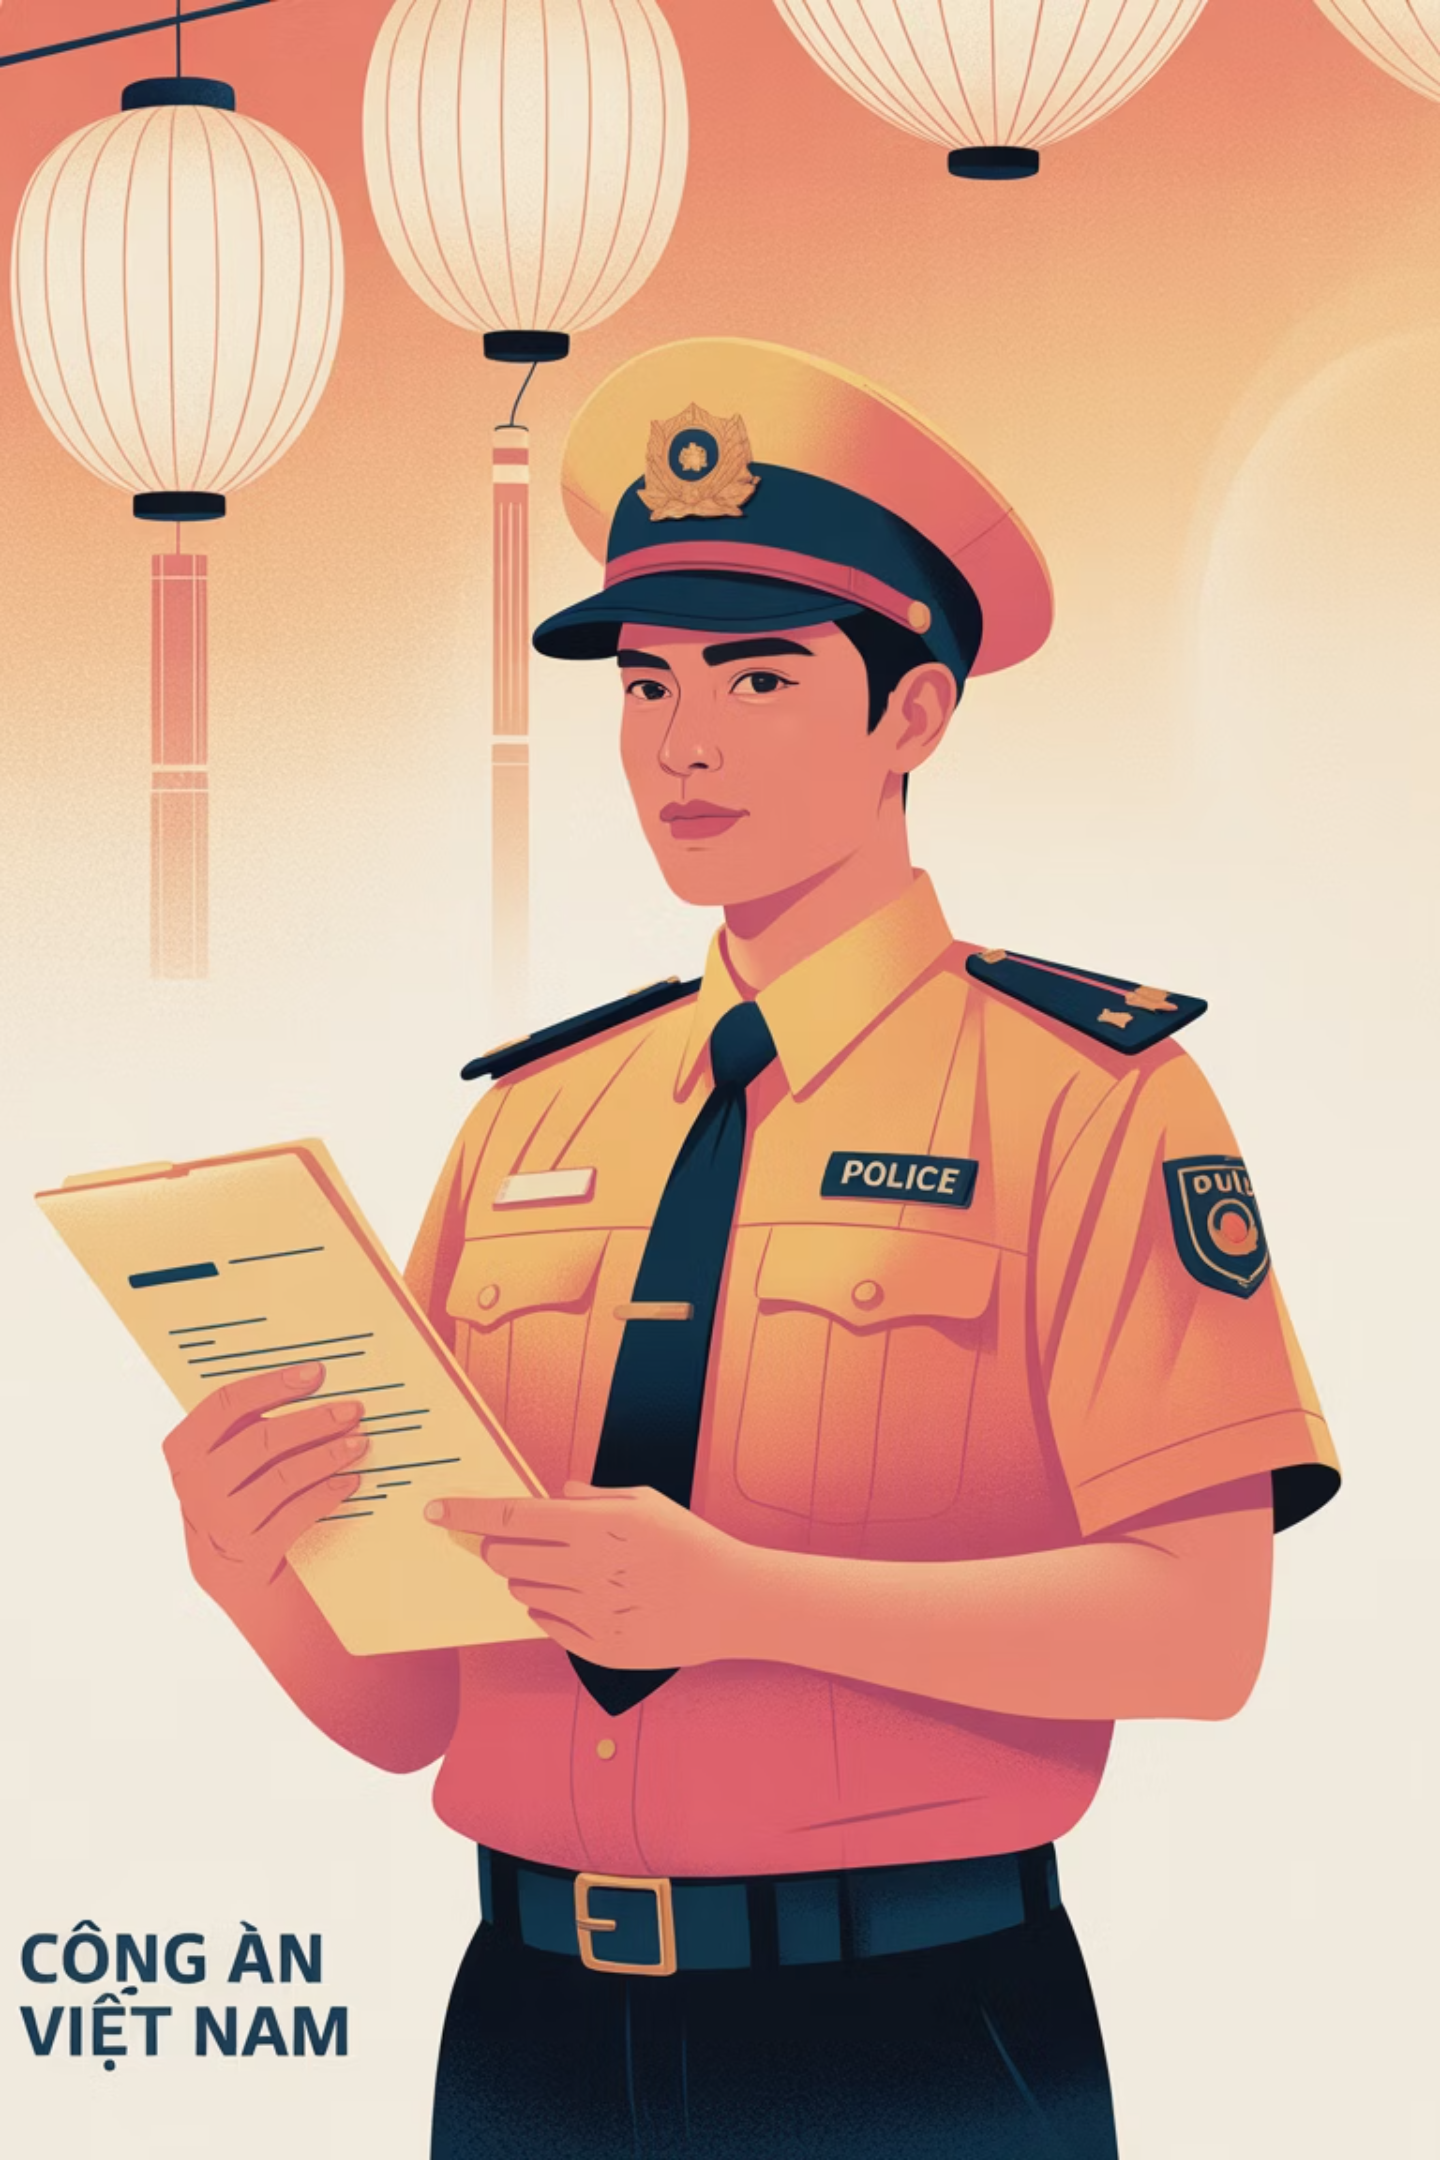 POLICE
CÔNG ÀN
VIỆT NAM